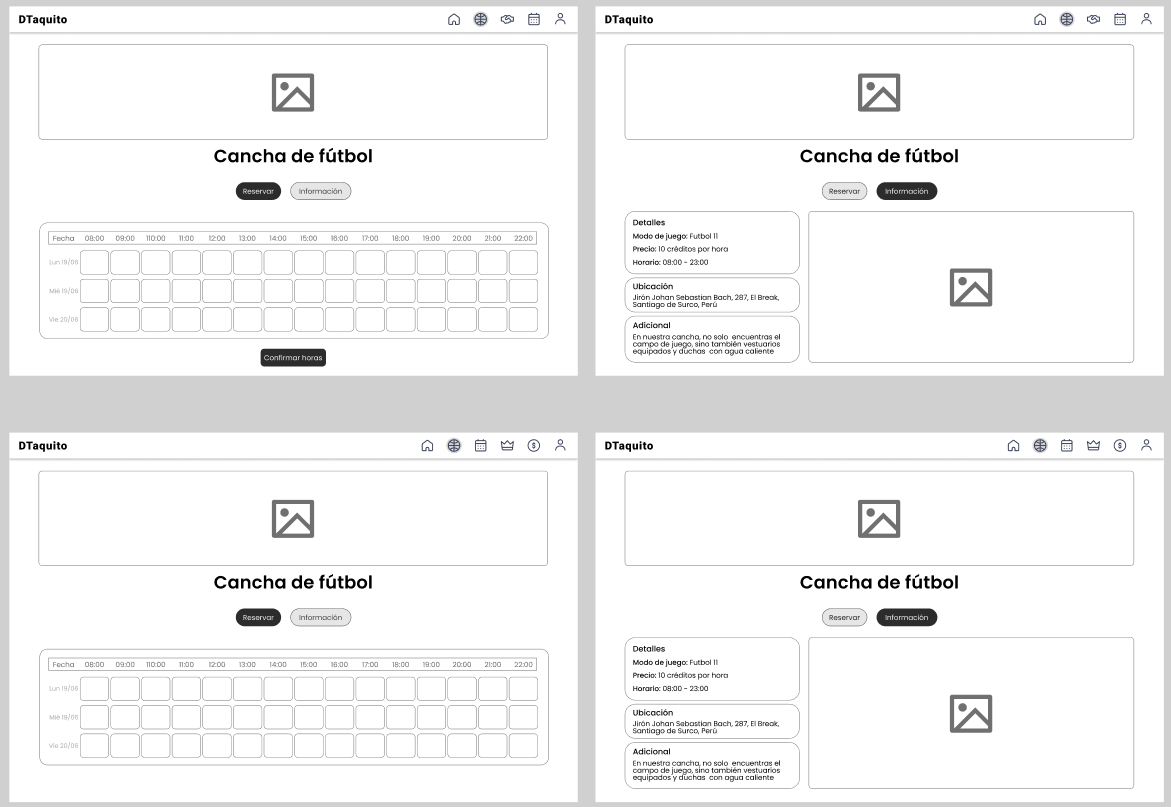 DTaquito
Cancha de fútbol
Reservar Información
Fecha 08:00 09:00 110:00 11:00 12:00 13:00 14:00 15:00 16:00 17:00 18:00 19:00 20:00 21:00 22:00
Lun 19/06
Mié 19/06
Vie 20/06
Confirmar horas
DTaquito
Cancha de fútbol
Reservar Información
Detalles
Modo de juego: Futbol 11
Precio: 10 créditos por hora
Horario: 08:00 - 23:00
Ubicación
Jirón Johan Sebastian Bach, 287, El Break,
Santiago de Surco, Perú
Adicional
En nuestra cancha, no solo encuentras el
campo de juego, sino también vestuarios
equipados y duchas con agua caliente
DTaquito
Cancha de fútbol
Reservar Información
Fecha 08:00 09:00 110:00 11:00 12:00 13:00 14:00 15:00 16:00 17:00 18:00 19:00 20:00 21:00 22:00
Lun 19/06
Mié 19/06
Vie 20/06
DTaquito
Cancha de fútbol
Reservar Información
Detalles
Modo de juego: Futbol 11
Precio: 10 créditos por hora
Horario: 08:00 - 23:00
Ubicación
Jirón Johan Sebastian Bach, 287, El Break,
Santiago de Surco, Perú
Adicional
En nuestra cancha, no solo encuentras el
campo de juego, sino también vestuarios
equipados y duchas con agua caliente